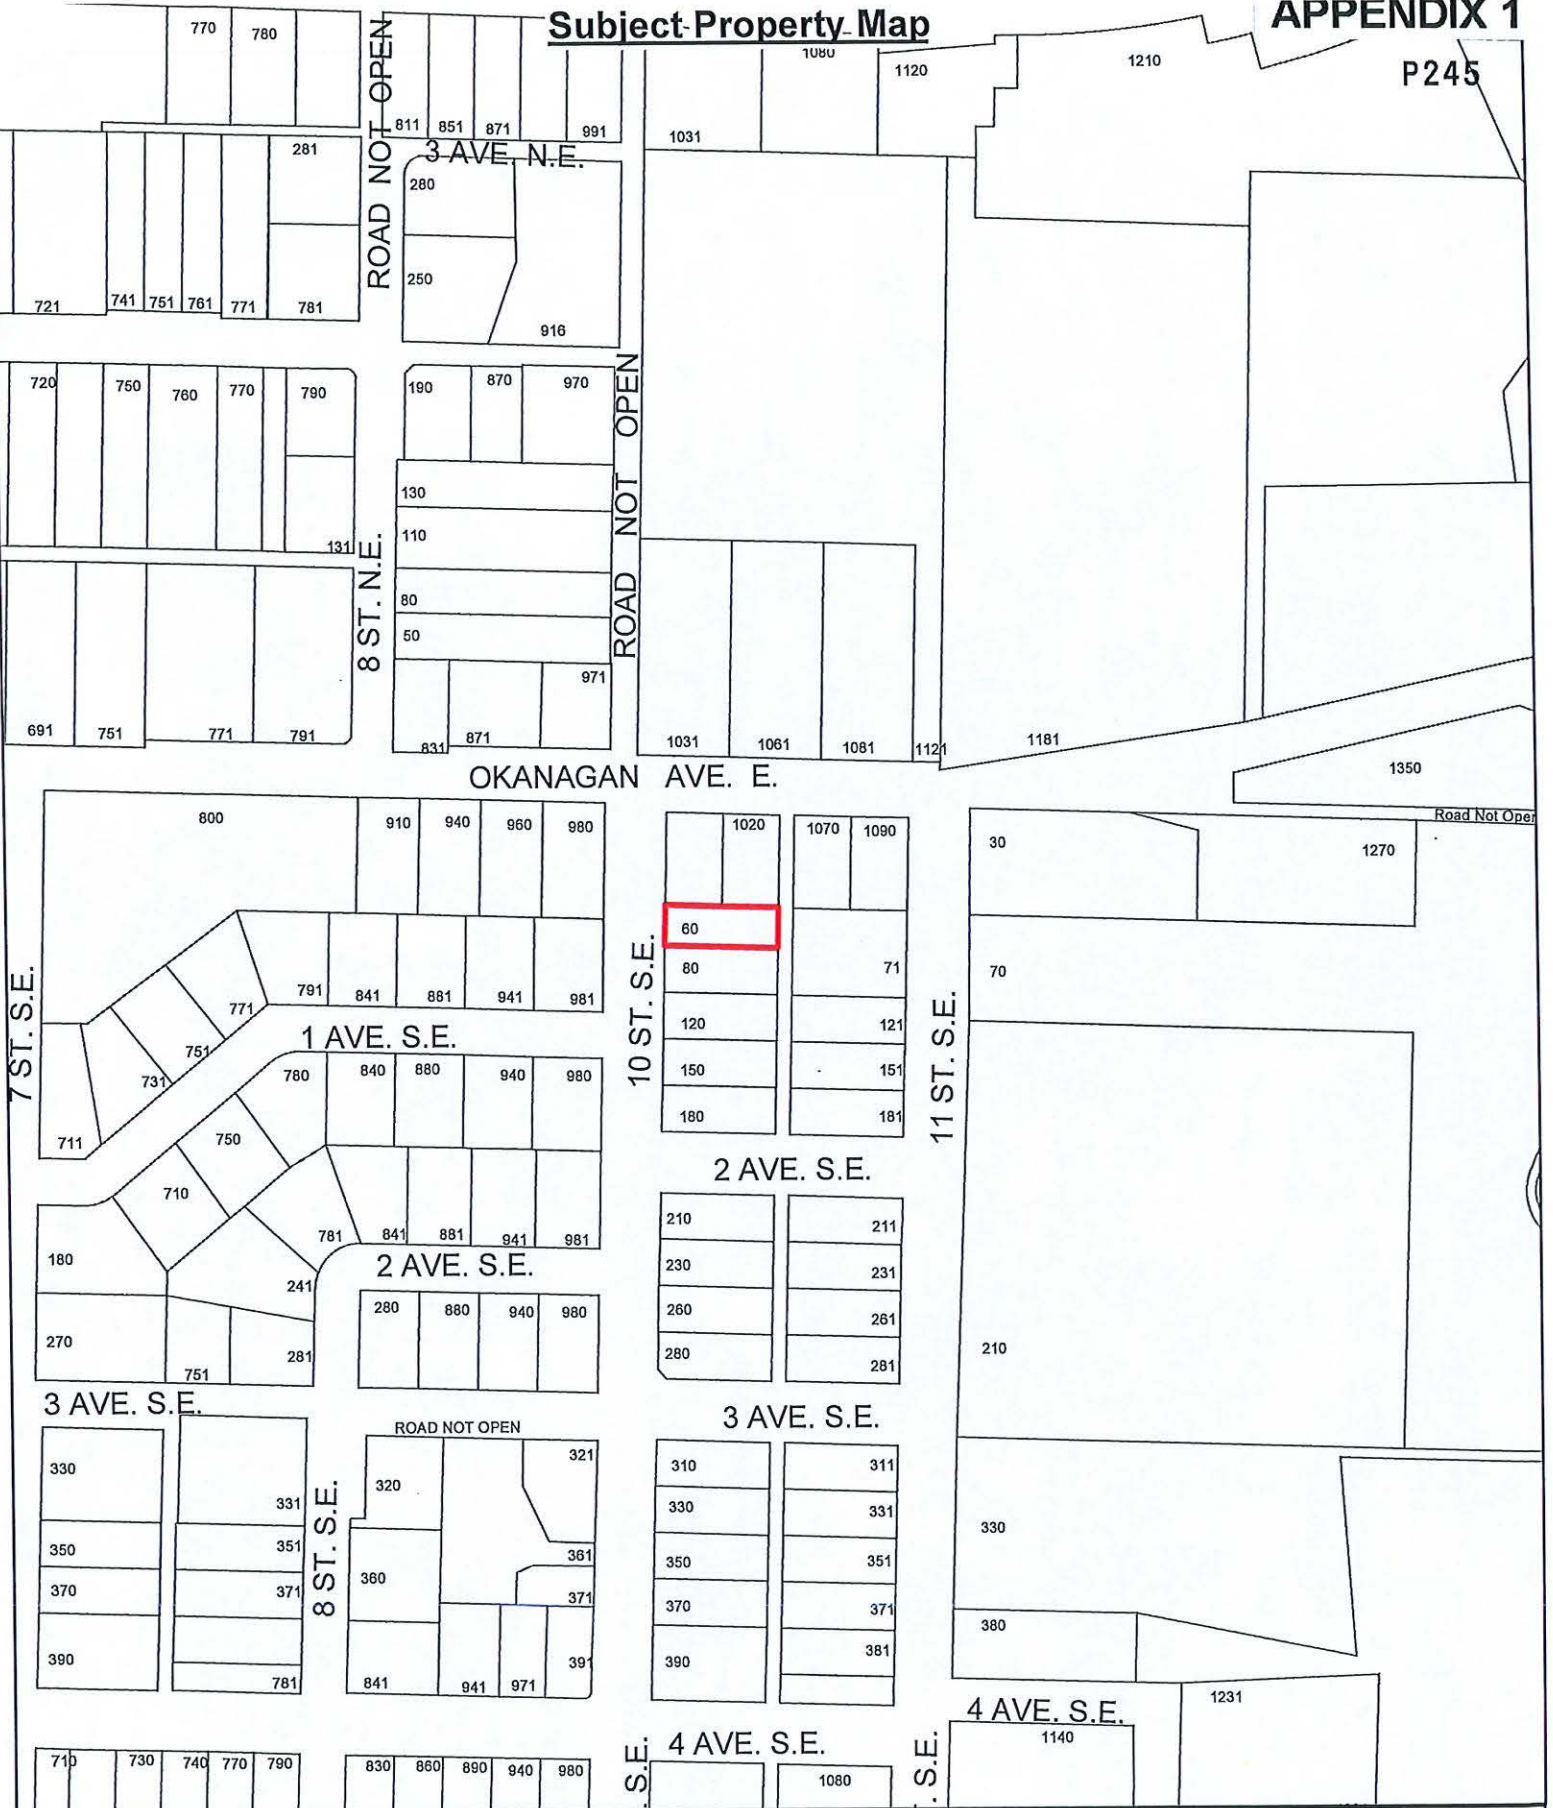 Subject Property Map
APPENDIX 1
P245
770 780
ROAD NOT OPEN
811 851 871 991
1031 1080 1120 1210
3 AVE. N.E.
281
280
250
721 741 751 761 771 781
916
720 750 760 770 790
190 870 970
ROAD NOT OPEN
130
110
131
8 ST. N.E.
80
50
971
691 751 771 791
831 871
1031 1061 1081 1121 1181
1350
OKANAGAN AVE. E.
Road Not Open
800 910 940 960 980
1020 1070 1090
30 1270
60
80 71
70
7 ST. S.E.
10 ST. S.E.
11 ST. S.E.
791 841 881 941 981
771
751
731
711
1 AVE. S.E.
120 121
150 151
180 181
780 840 880 940 980
750
710
2 AVE. S.E.
781 841 881 941 981
180
241
2 AVE. S.E.
210 211
230 231
260 261
280 281
210
270
751 281
280 880 940 980
3 AVE. S.E.
3 AVE. S.E.
ROAD NOT OPEN
330 331
350 351
370 371
390 781
8 ST. S.E.
320 321
360 361
371
841 941 971 391
310 311
330 331
350 351
370 371
390 381
330
380
1231
4 AVE. S.E.
4 AVE. S.E.
1140
710 730 740 770 790
830 860 890 940 980
S.E.
1080
. S.E.